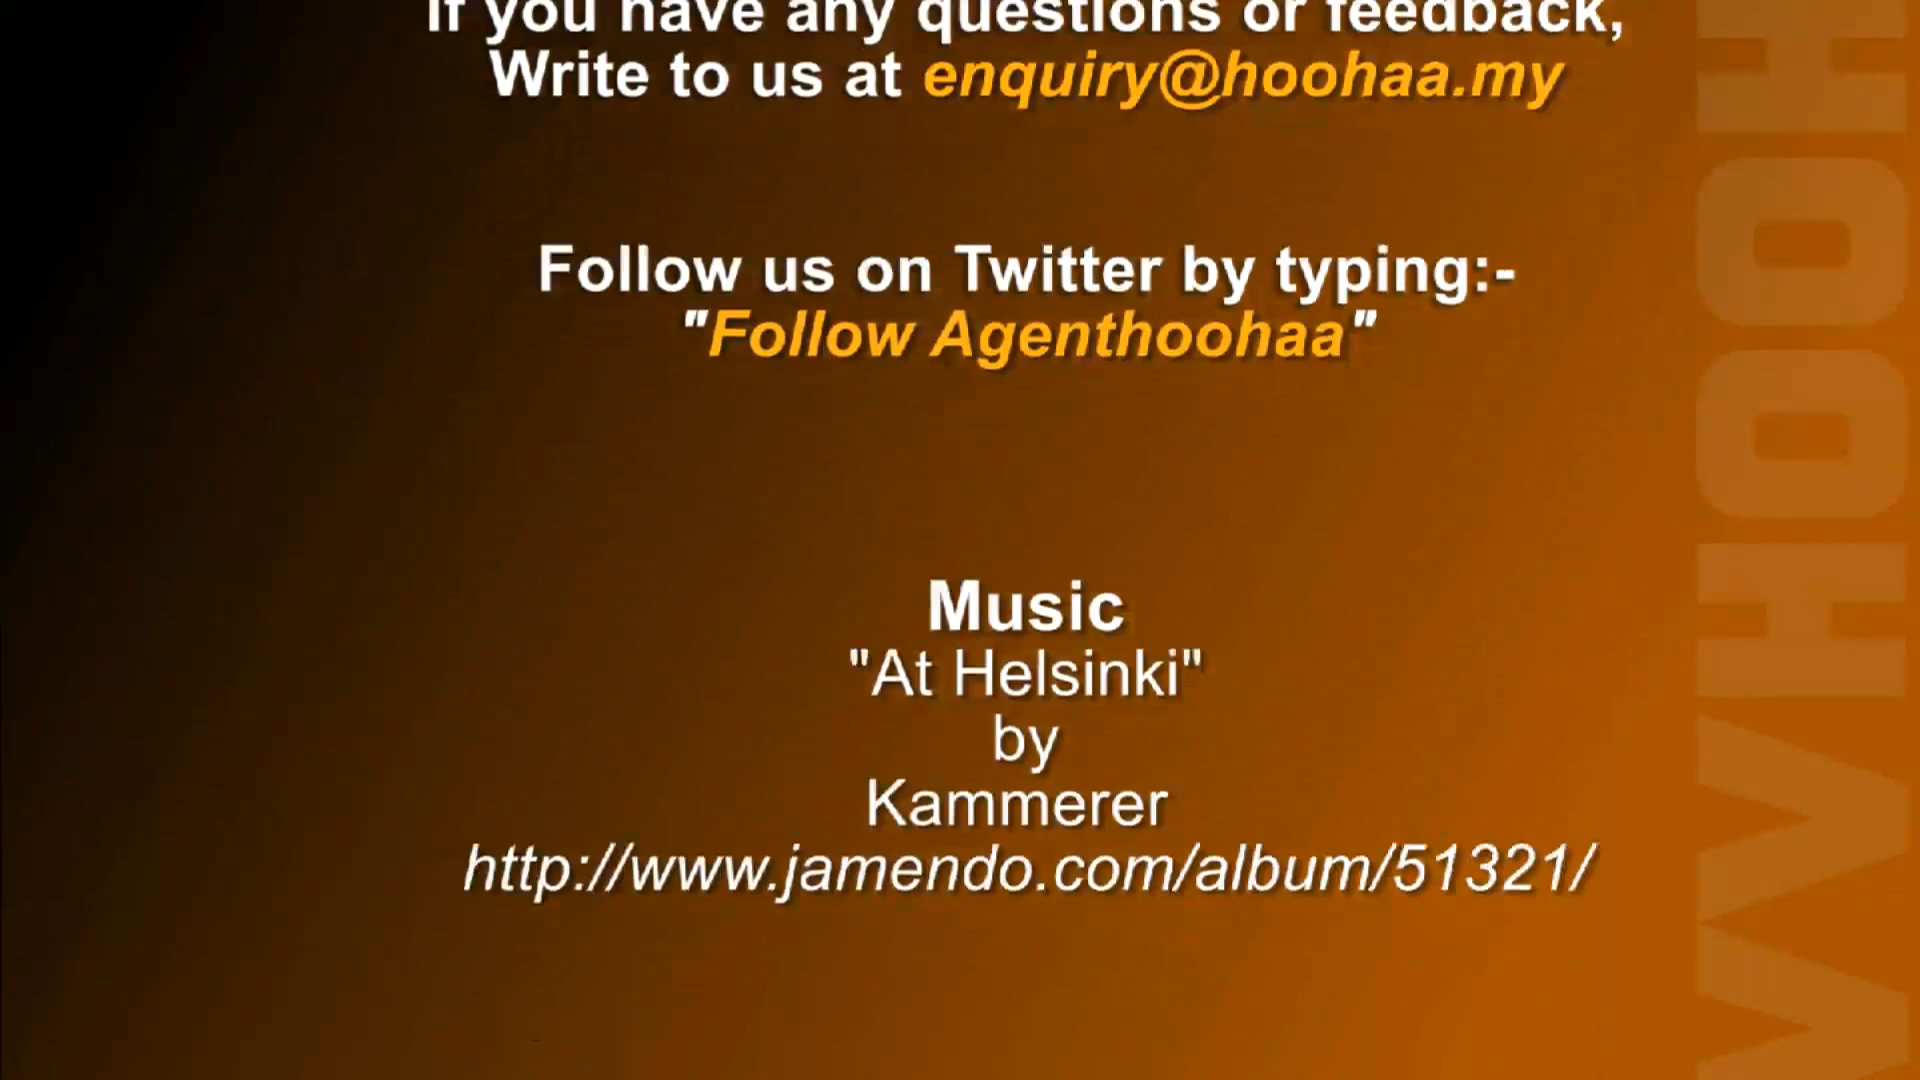 If you have any questions or feedback,
Write to us at enquiry@hoohaa.my
Follow us on Twitter by typing:-
"Follow Agenthoohaa"
Music
"At Helsinki"
by
Kammerer
http://www.jamendo.com/album/51321/
WHOOH